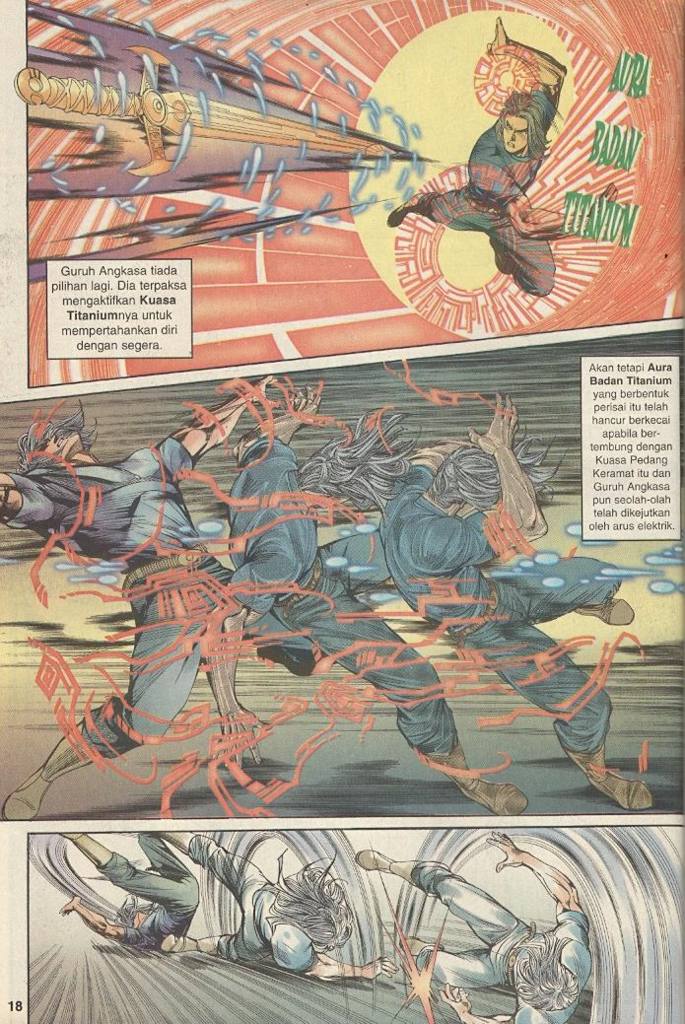 AURA
BADAN
TITANIUM
Guruh Angkasa tiada
pilihan lagi. Dia terpaksa
mengaktifkan Kuasa
Titaniumnya untuk
mempertahankan diri
dengan segera.
Akan tetapi Aura
Badan Titanium
yang berbentuk
perisai itu telah
hancur berkecai
apabila ber-
tembung dengan
Kuasa Pedang
Keramat itu dan
Guruh Angkasa
pun seolah-olah
telah dikejutkan
oleh arus elektrik.
18